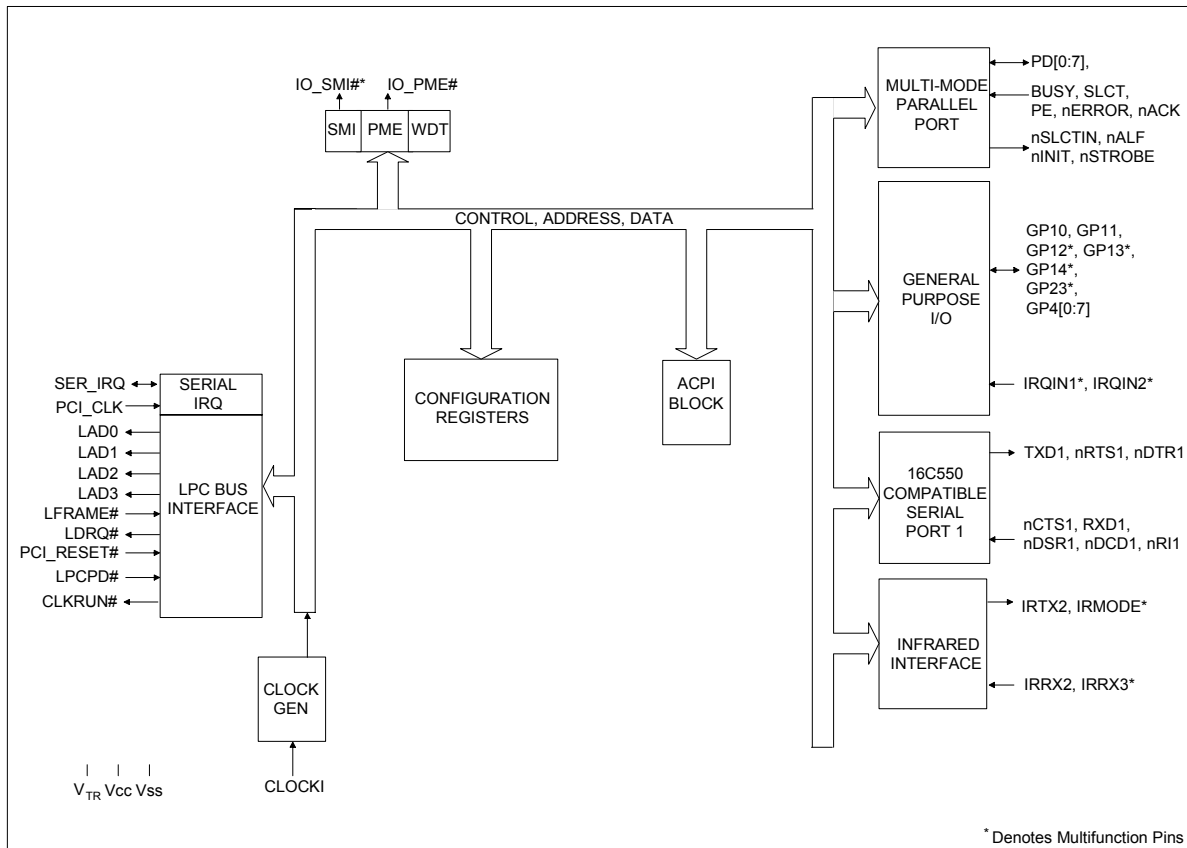 IO_SMI#*
IO_PME#
SMI
PME
WDT
CONTROL, ADDRESS, DATA
SER_IRQ
PCI_CLK
LAD0
LAD1
LAD2
LAD3
LFRAME#
LDRQ#
PCI_RESET#
LPCPD#
CLKRUN#
SERIAL
IRQ
LPC BUS
INTERFACE
CONFIGURATION
REGISTERS
ACPI
BLOCK
CLOCK
GEN
CLOCKI
VTR Vcc Vss
MULTI-MODE
PARALLEL
PORT
PD[0:7],
BUSY, SLCT,
PE, nERROR, nACK
nSLCTIN, nALF
nINIT, nSTROBE
GENERAL
PURPOSE
I/O
GP10, GP11,
GP12*, GP13*,
GP14*,
GP23*,
GP4[0:7]
IRQIN1*, IRQIN2*
16C550
COMPATIBLE
SERIAL
PORT 1
TXD1, nRTS1, nDTR1
nCTS1, RXD1,
nDSR1, nDCD1, nRI1
INFRARED
INTERFACE
IRTX2, IRMODE*
IRRX2, IRRX3*
* Denotes Multifunction Pins